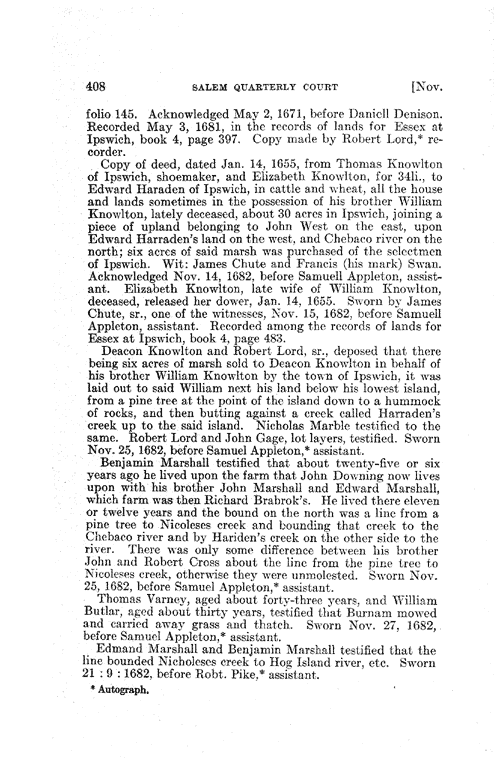 408 SALEM QUARTERLY COURT [Nov.
folio 145. Acknowledged May 2, 1671, before Daniell Denison.
Recorded May 3, 1681, in the records of lands for Essex at
Ipswich, book 4, page 397. Copy made by Robert Lord,* re-
corder.
Copy of deed, dated Jan. 14, 1655, from Thomas Knowlton
of Ipswich, shoemaker, and Elizabeth Knowlton, for 34li., to
Edward Haraden of Ipswich, in cattle and wheat, all the house
and lands sometimes in the possession of his brother William
Knowlton, lately deceased, about 30 acres in Ipswich, joining a
piece of upland belonging to John West on the east, upon
Edward Harraden's land on the west, and Chebaco river on the
north; six acres of said marsh was purchased of the selectmen
of Ipswich. Wit: James Chute and Francis (his mark) Swan.
Acknowledged Nov. 14, 1682, before Samuell Appleton, assist-
ant. Elizabeth Knowlton, late wife of William Knowlton,
deceased, released her dower, Jan. 14, 1655. Sworn by James
Chute, sr., one of the witnesses, Nov. 15, 1682, before Samuell
Appleton, assistant. Recorded among the records of lands for
Essex at Ipswich, book 4, page 483.
Deacon Knowlton and Robert Lord, sr., deposed that there
being six acres of marsh sold to Deacon Knowlton in behalf of
his brother William Knowlton by the town of Ipswich, it was
laid out to said William next his land below his lowest island,
from a pine tree at the point of the island down to a hummock
of rocks, and then butting against a creek called Harraden's
creek up to the said island. Nicholas Marble testified to the
same. Robert Lord and John Gage, lot layers, testified. Sworn
Nov. 25, 1682, before Samuel Appleton,* assistant.
Benjamin Marshall testified that about twenty-five or six
years ago he lived upon the farm that John Downing now lives
upon with his brother John Marshall and Edward Marshall,
which farm was then Richard Brabrok's. He lived there eleven
or twelve years and the bound on the north was a line from a
pine tree to Nicoleses creek and bounding that creek to the
Chebaco river and by Hariden's creek on the other side to the
river. There was only some difference between his brother
John and Robert Cross about the line from the pine tree to
Nicoleses creek, otherwise they were unmolested. Sworn Nov.
25, 1682, before Samuel Appleton,* assistant.
Thomas Varney, aged about forty-three years, and William
Butlar, aged about thirty years, testified that Burnam mowed
and carried away grass and thatch. Sworn Nov. 27, 1682,
before Samuel Appleton,* assistant.
Edmand Marshall and Benjamin Marshall testified that the
line bounded Nicholeses creek to Hog Island river, etc. Sworn
21 : 9 : 1682, before Robt. Pike,* assistant.
* Autograph.